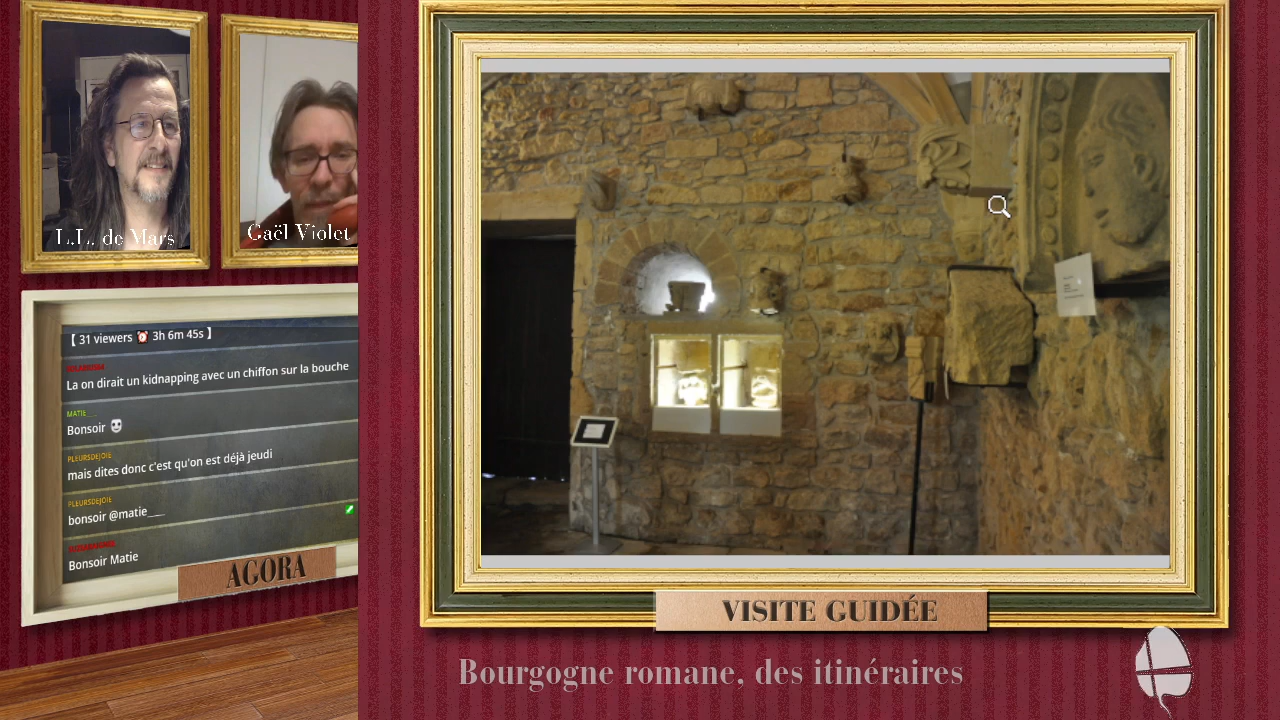 L.L. de Mars
Gaël Violet
【 31 viewers ⏰ 3h 6m 45s 】
La on dirait un kidnapping avec un chiffon sur la bouche
MATIE__
Bonsoir
PLEURSDEJOIE
mais dites donc c'est qu'on est déjà jeudi
PLEURSDEJOIE
bonsoir @matie__
Bonsoir Matie
AGORA
VISITE GUIDÉE
Bourgogne romane, des itinéraires